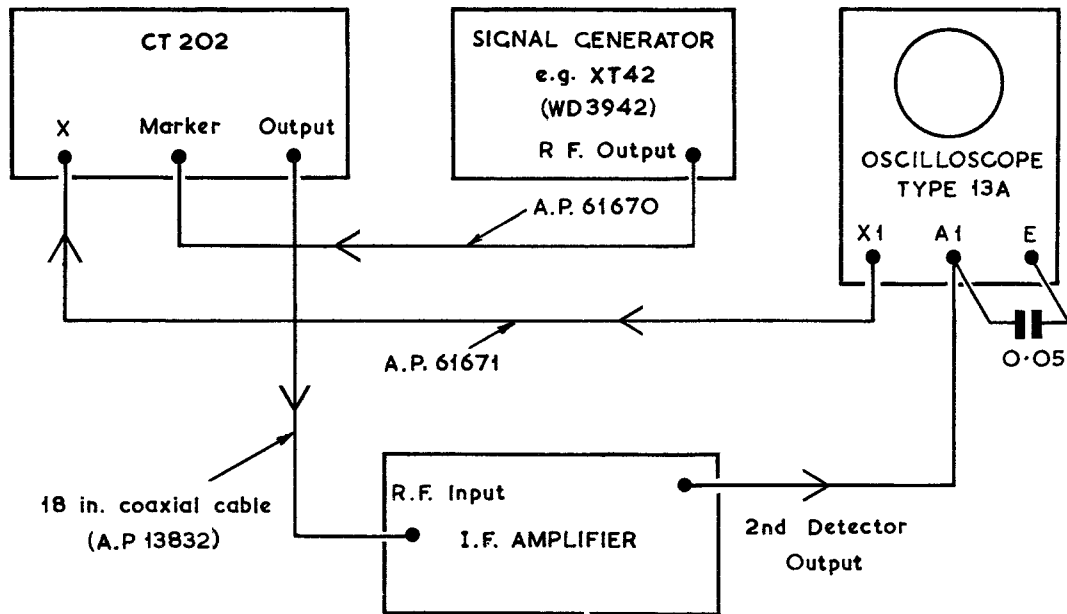 CT 202
X
Marker
Output
SIGNAL GENERATOR
e.g. XT42
(WD3942)
R F. Output
OSCILLOSCOPE
TYPE 13A
X1
A1
E
0·05
A.P. 61670
A.P. 61671
18 in. coaxial cable
(A.P 13832)
R.F. Input
I.F. AMPLIFIER
2nd Detector
Output